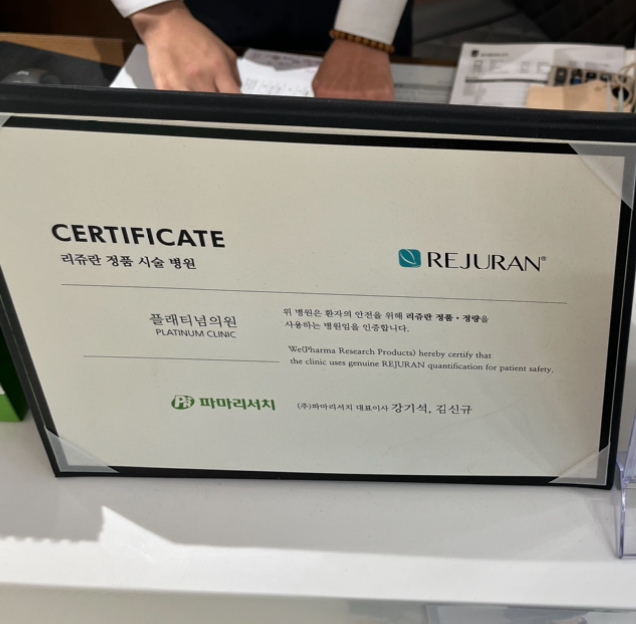 CERTIFICATE
리쥬란 정품 시술 병원
REJURAN®
플래티넘의원
PLATINUM CLINIC
위 병원은 환자의 안전을 위해 리쥬란 정품・정량을
사용하는 병원임을 인증합니다.
We(Pharma Research Products) hereby certify that
the clinic uses genuine REJURAN quantification for patient safety.
파마리서치
(주)파마리서치 대표이사 강기석, 김신규